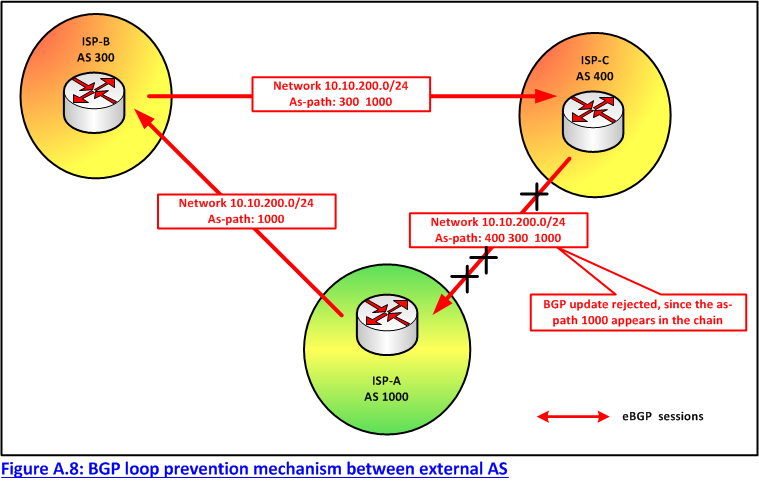 ISP-B
AS 300
ISP-C
AS 400
Network 10.10.200.0/24
As-path: 300 1000
Network 10.10.200.0/24
As-path: 1000
Network 10.10.200.0/24
As-path: 400 300 1000
BGP update rejected, since the as-
path 1000 appears in the chain
ISP-A
AS 1000
eBGP sessions
Figure A.8: BGP loop prevention mechanism between external AS